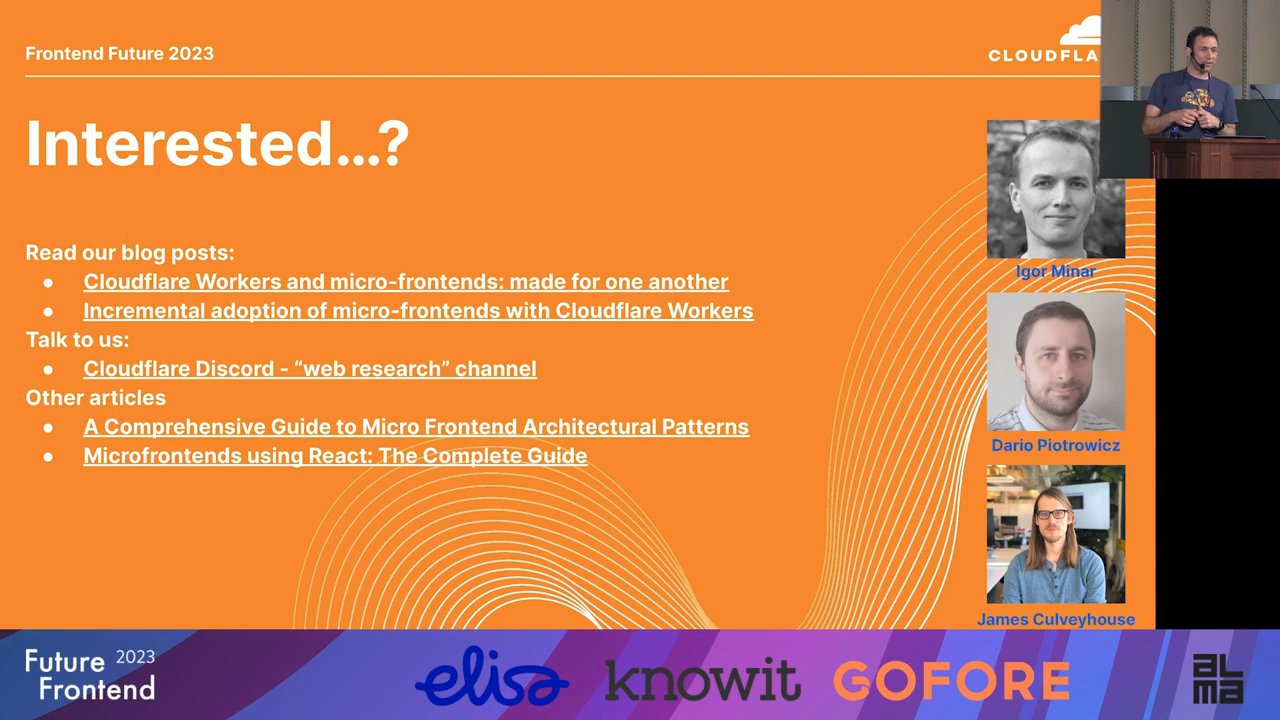 Frontend Future 2023
CLOUDFLA
Interested...?
Read our blog posts:
● Cloudflare Workers and micro-frontends: made for one another
● Incremental adoption of micro-frontends with Cloudflare Workers
Talk to us:
● Cloudflare Discord - “web research” channel
Other articles
● A Comprehensive Guide to Micro Frontend Architectural Patterns
● Microfrontends using React: The Complete Guide
Igor Minar
Dario Piotrowicz
James Culveyhouse
Future 2023
Frontend
elisa
knowit
GOFORE
aL
ma